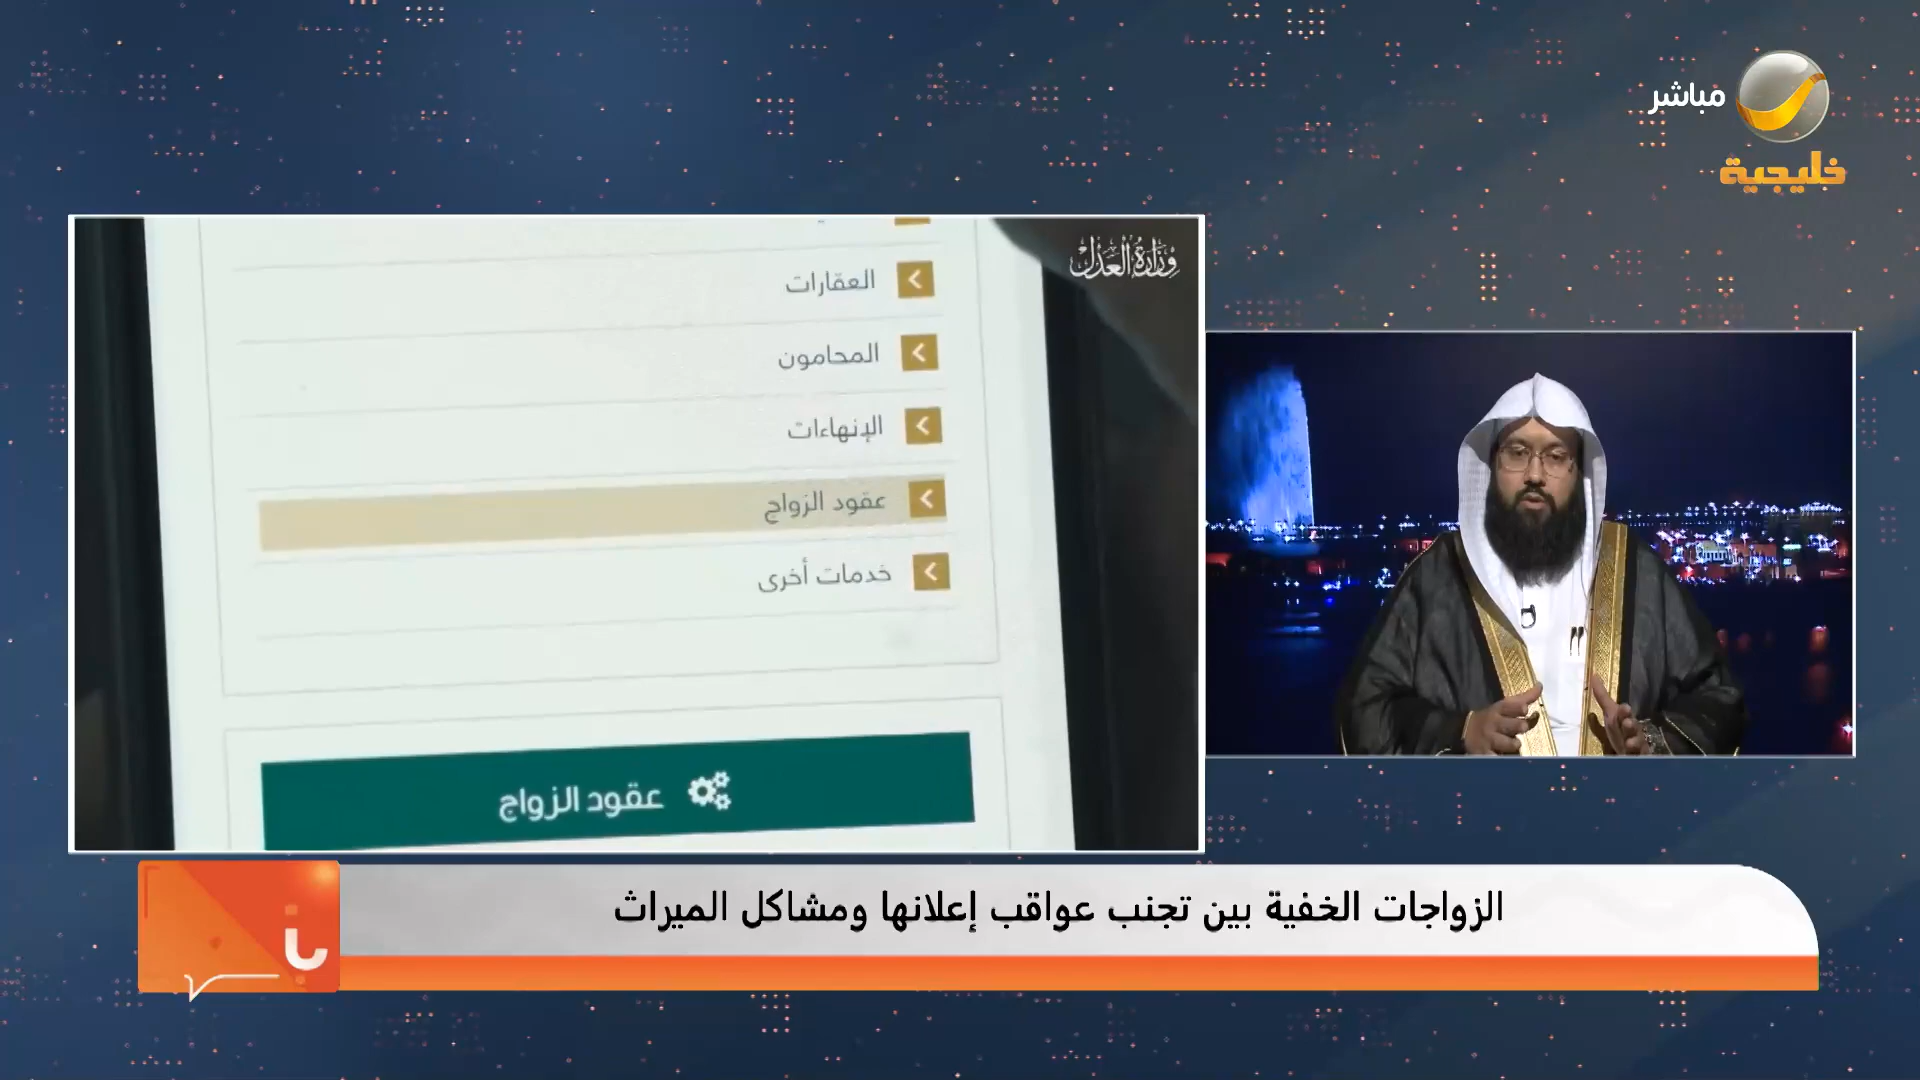 مباشر
خليجية
وزارة العدل
العقارات
المحامون
الإنهاءات
عقود الزواج
خدمات أخرى
عقود الزواج
الزواجات الخفية بين تجنب عواقب إعلانها ومشاكل الميراث